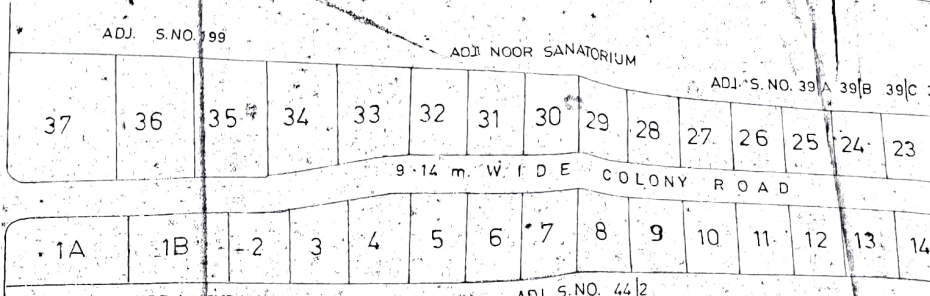 ADJ. S.NO. 199
ADJ NOOR SANATORIUM
ADJ. S.NO. 39/A 39/B 39/C
37 36 35 34 33 32 31 30 29 28 27 26 25 24 23
9.14 m. WIDE COLONY ROAD
1A 1B 2 3 4 5 6 7 8 9 10 11 12 13 14
ADJ. S.NO. 44/2